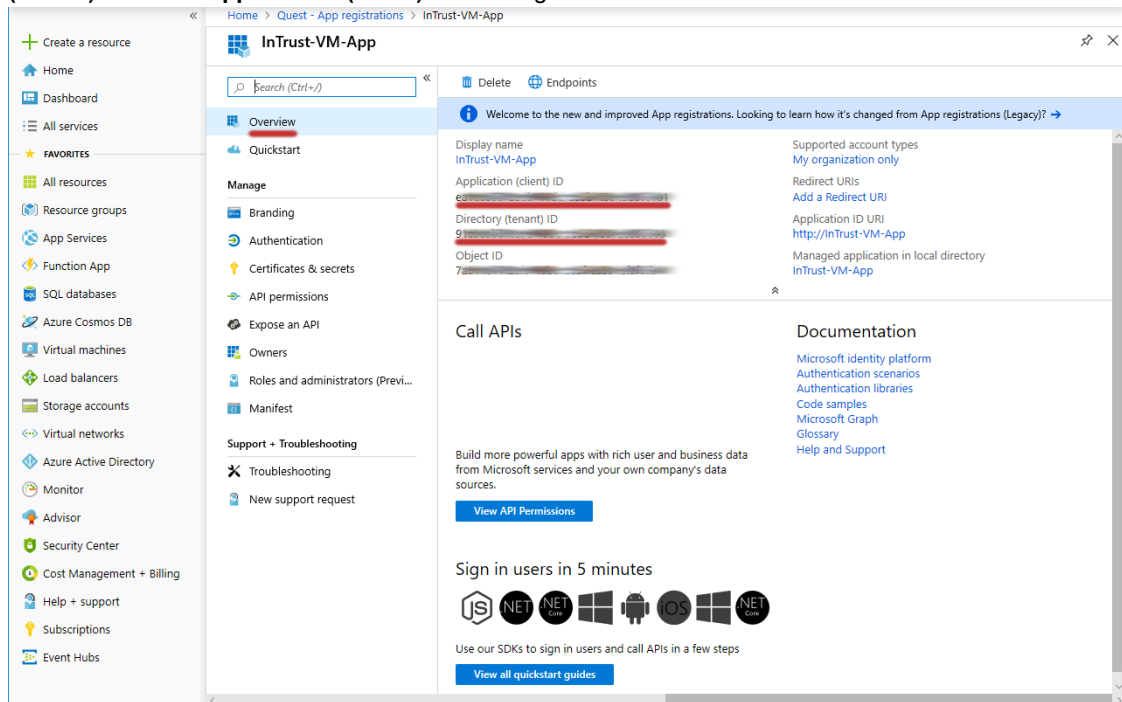 Home > Quest - App registrations > InTrust-VM-App
Create a resource
Home
Dashboard
All services
FAVORITES
All resources
Resource groups
App Services
Function App
SQL databases
Azure Cosmos DB
Virtual machines
Load balancers
Storage accounts
Virtual networks
Azure Active Directory
Monitor
Advisor
Security Center
Cost Management + Billing
Help + support
Subscriptions
Event Hubs
InTrust-VM-App
Search (Ctrl+/)
Overview
Quickstart
Manage
Branding
Authentication
Certificates & secrets
API permissions
Expose an API
Owners
Roles and administrators (Previ...
Manifest
Support + Troubleshooting
Troubleshooting
New support request
Delete
Endpoints
Welcome to the new and improved App registrations. Looking to learn how it's changed from App registrations (Legacy)? →
Display name
InTrust-VM-App
Application (client) ID
Directory (tenant) ID
Object ID
Supported account types
My organization only
Redirect URIs
Add a Redirect URI
Application ID URI
http://InTrust-VM-App
Managed application in local directory
InTrust-VM-App
Call APIs
Build more powerful apps with rich user and business data
from Microsoft services and your own company's data
sources.
View API Permissions
Documentation
Microsoft identity platform
Authentication scenarios
Authentication libraries
Code samples
Microsoft Graph
Glossary
Help and Support
Sign in users in 5 minutes
JS
.NET
.NET Core
iOS
.NET Core
Use our SDKs to sign in users and call APIs in a few steps
View all quickstart guides